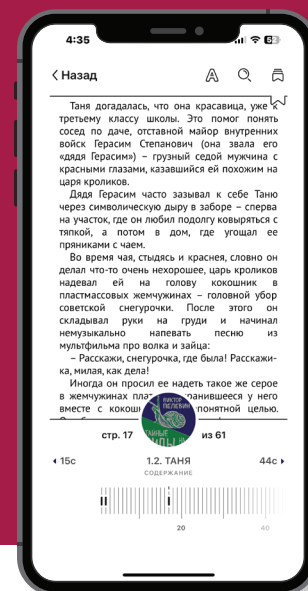 4:35
52
Назад
Таня догадалась, что она красавица, уже к
третьему классу школы. Это помог понять
сосед по даче, отставной майор внутренних
войск Герасим Степанович (она звала его
«дядя Герасим») – грузный седой мужчина с
красными глазами, казавшийся ей похожим на
царя кроликов.
Дядя Герасим часто зазывал к себе Таню
через символическую дыру в заборе – сперва
на участок, где он любил подолгу ковыряться с
тяпкой, а потом в дом, где угощал ее
пряниками с чаем.
Во время чая, стыдясь и краснея, словно он
делал что-то очень нехорошее, царь кроликов
надевал ей на голову кокошник в
пластмассовых жемчужинах – головной убор
советской снегурочки. После этого он
складывал руки на груди и начинал
немузыкально напевать песню из
мультфильма про волка и зайца:
– Расскажи, снегурочка, где была! Расскажи-
ка, милая, как дела!
Иногда он просил ее надеть такое же серое
в жемчужинах
вместе с целью.
ВИКТОР
ПЕЛЕВИН
стр. 17 из 61
15с 1.2. ТАНЯ 44с
СОДЕРЖАНИЕ
20 40